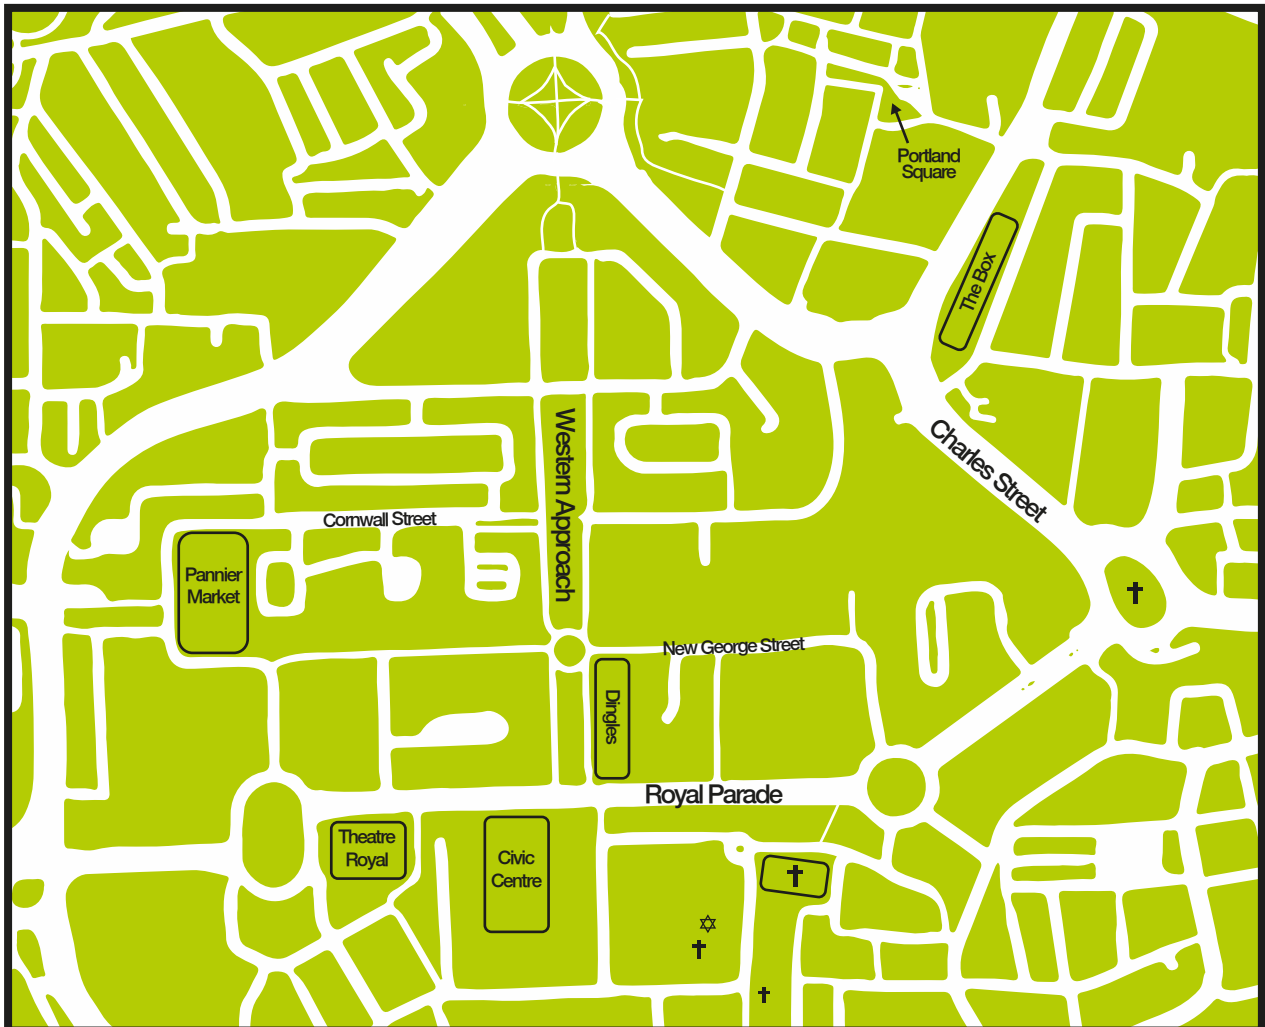 Portland
Square
The Box
Western Approach
Charles Street
Cornwall Street
Pannier
Market
New George Street
Dingles
Royal Parade
Theatre
Royal
Civic
Centre